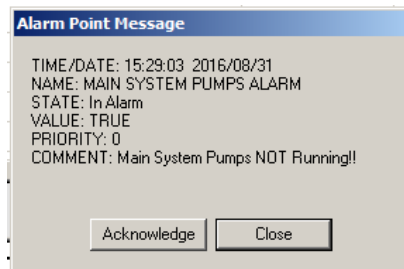 Alarm Point Message
TIME/DATE: 15:29:03 2016/08/31
NAME: MAIN SYSTEM PUMPS ALARM
STATE: In Alarm
VALUE: TRUE
PRIORITY: 0
COMMENT: Main System Pumps NOT Running!!
Acknowledge Close